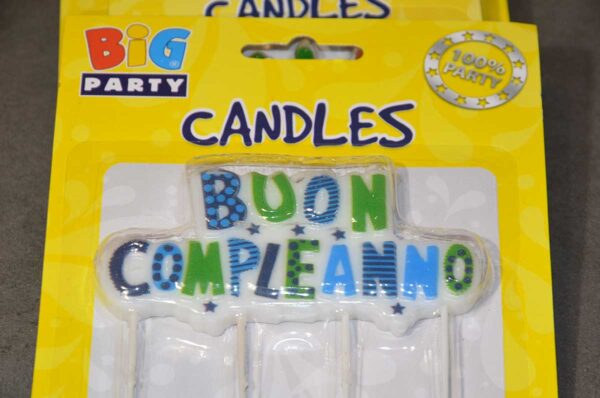 CANDLES
BiG
PARTY
100%
PARTY
CANDLES
BUON
COMPLEANNO